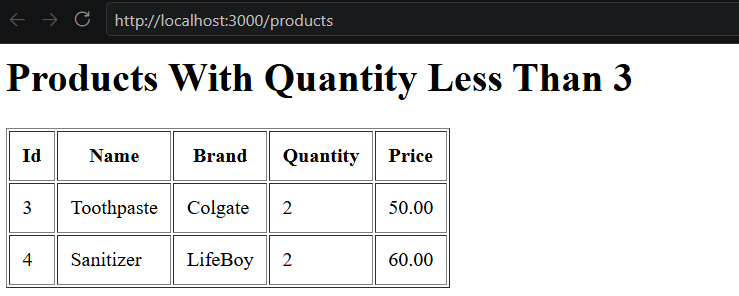 http://localhost:3000/products
Products With Quantity Less Than 3
Id Name Brand Quantity Price
3 Toothpaste Colgate 2 50.00
4 Sanitizer LifeBoy 2 60.00